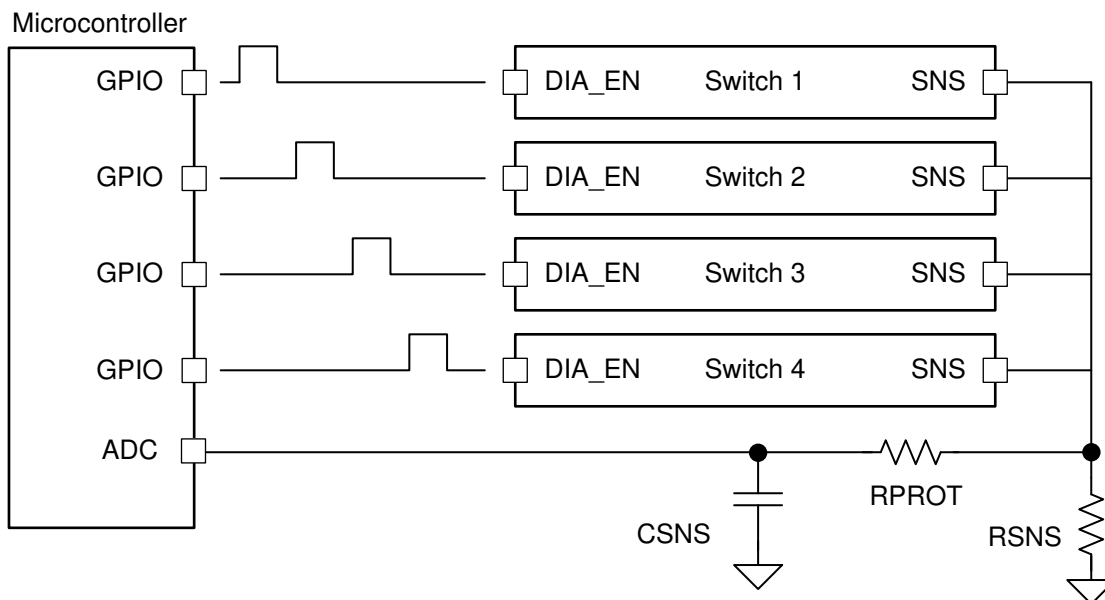 Microcontroller
GPIO DIA_EN Switch 1 SNS
GPIO DIA_EN Switch 2 SNS
GPIO DIA_EN Switch 3 SNS
GPIO DIA_EN Switch 4 SNS
ADC
RPROT
CSNS
RSNS